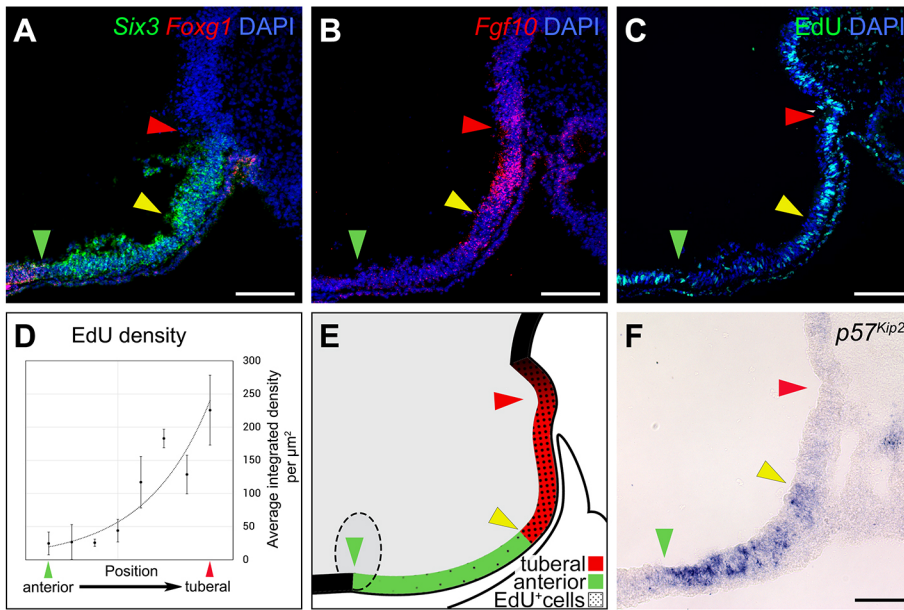 A
Six3 Foxg1 DAPI
B
Fgf10 DAPI
C
EdU DAPI
D
EdU density
300
250
200
150
100
50
0
Average integrated density
per μm²
Position
anterior
tuberal
E
tuberal
anterior
EdU⁺cells
F
p57ᴷⁱᵖ²